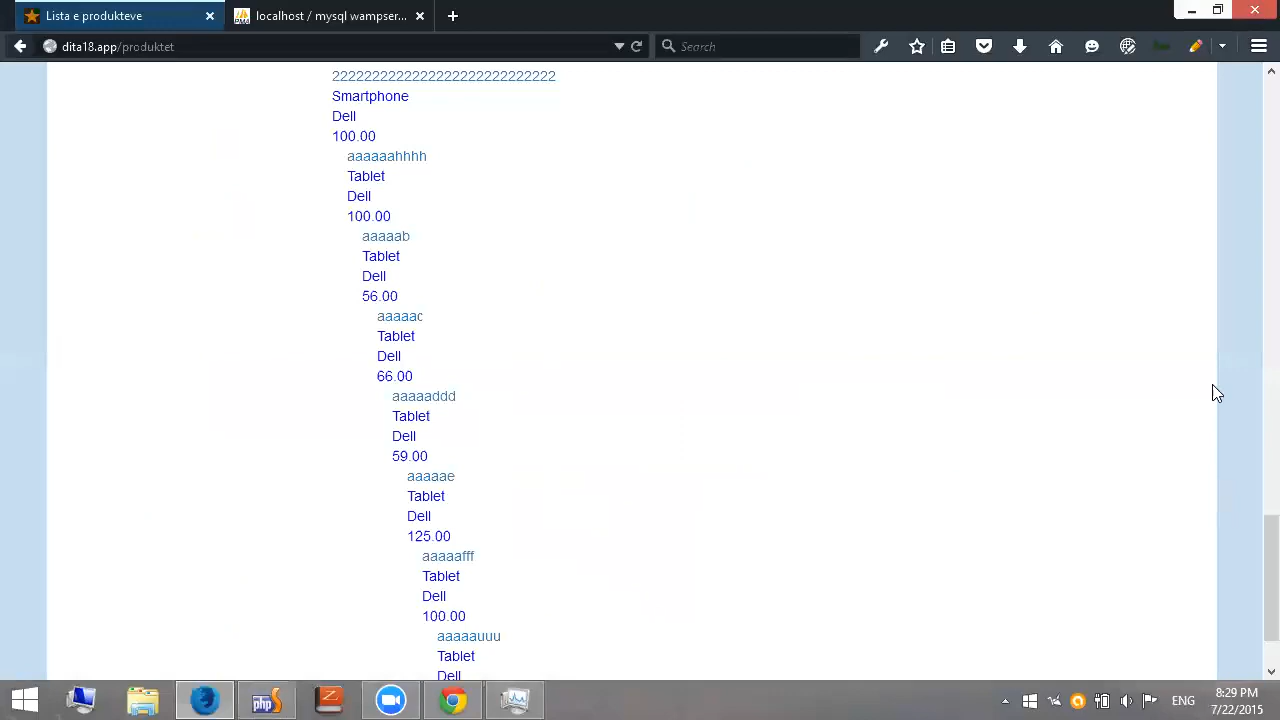 Lista e produkteve
localhost / mysql wampser...
dita18.app/produktet
Search
2222222222222222222222222222
Smartphone
Dell
100.00
aaaaaahhhh
Tablet
Dell
100.00
aaaaab
Tablet
Dell
56.00
aaaaac
Tablet
Dell
66.00
aaaaaddd
Tablet
Dell
59.00
aaaaae
Tablet
Dell
125.00
aaaaafff
Tablet
Dell
100.00
aaaaauuu
Tablet
Dell
ENG
8:29 PM
7/22/2015